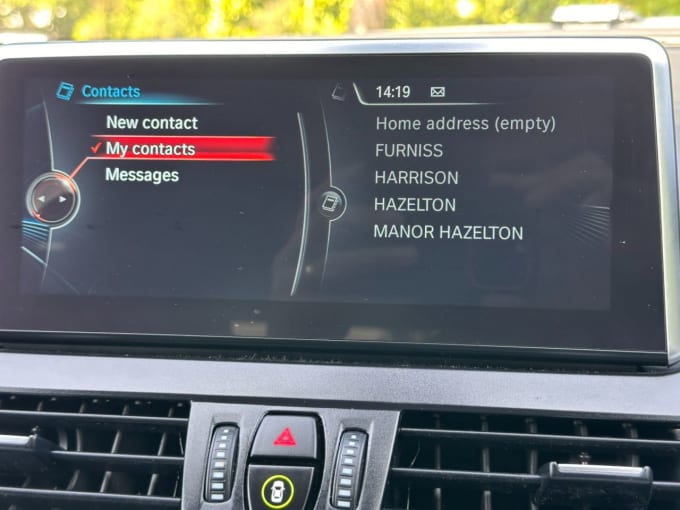 Contacts
New contact
My contacts
Messages
14:19
Home address (empty)
FURNISS
HARRISON
HAZELTON
MANOR HAZELTON